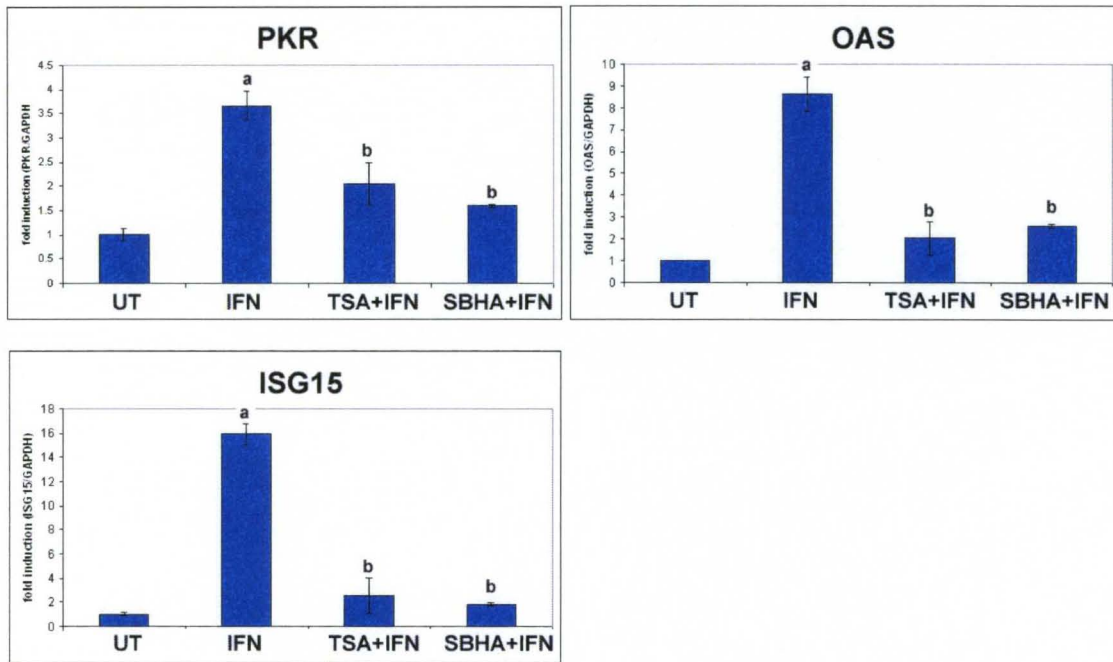 PKR
fold induction (PKR/GAPDH)
4.5
4
3.5
3
2.5
2
1.5
1
0.5
0
a
b
b
UT IFN TSA+IFN SBHA+IFN
OAS
fold induction (OAS/GAPDH)
10
9
8
7
6
5
4
3
2
1
0
a
b
b
UT IFN TSA+IFN SBHA+IFN
ISG15
fold induction (ISG15/GAPDH)
18
16
14
12
10
8
6
4
2
0
a
b
b
UT IFN TSA+IFN SBHA+IFN